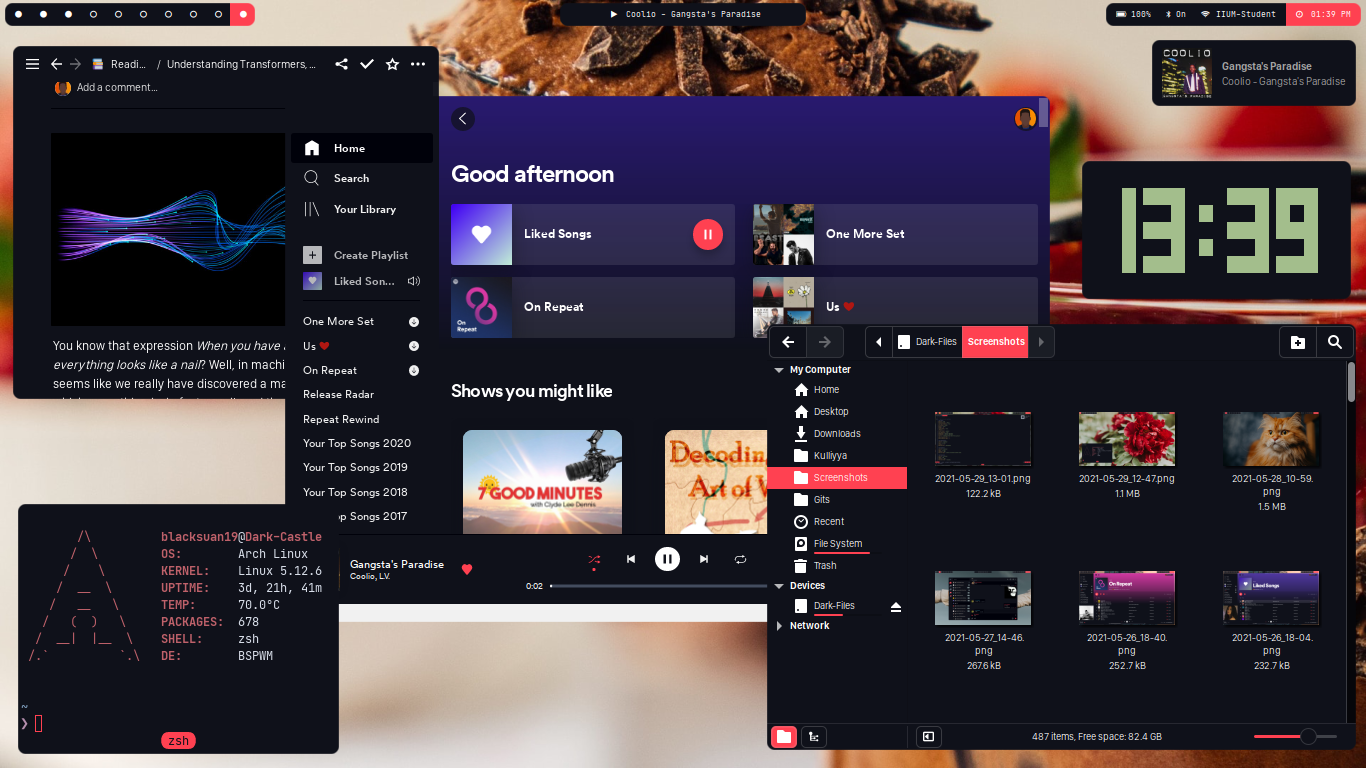 Coolio - Gangsta's Paradise
100%
On
IIUM-Student
01:39 PM
Readi... / Understanding Transformers, ...
Add a comment...
You know that expression When you have
everything looks like a nail? Well, in machi
seems like we really have discovered a ma
Home
Search
Your Library
Create Playlist
Liked Son...
One More Set
Us
On Repeat
Release Radar
Repeat Rewind
Your Top Songs 2020
Your Top Songs 2019
Your Top Songs 2018
op Songs 2017
Good afternoon
Liked Songs
One More Set
On Repeat
On
Repeat
Us
Shows you might like
7 GOOD MINUTES
with Clyde Lee Dennis
Decodin
Art of W
Gangsta's Paradise
Coolio, L.V.
0:02
COOLIO
GANGSTA'S PARADISE
Gangsta's Paradise
Coolio - Gangsta's Paradise
13:39
Dark-Files
Screenshots
My Computer
Home
Desktop
Downloads
Kulliyya
Screenshots
Gits
Recent
File System
Trash
Devices
Dark-Files
Network
2021-05-29_13-01.png
122.2 kB
2021-05-29_12-47.png
1.1 MB
2021-05-28_10-59.
png
1.5 MB
2021-05-27_14-46.
png
267.6 kB
2021-05-26_18-40.
png
252.7 kB
2021-05-26_18-04.
png
232.7 kB
On Repeat
Liked Songs
487 items, Free space: 82.4 GB
blacksuan19@Dark-Castle
OS: Arch Linux
KERNEL: Linux 5.12.6
UPTIME: 3d, 21h, 41m
TEMP: 70.0°C
PACKAGES: 678
SHELL: zsh
DE: BSPWM
~
❯
zsh